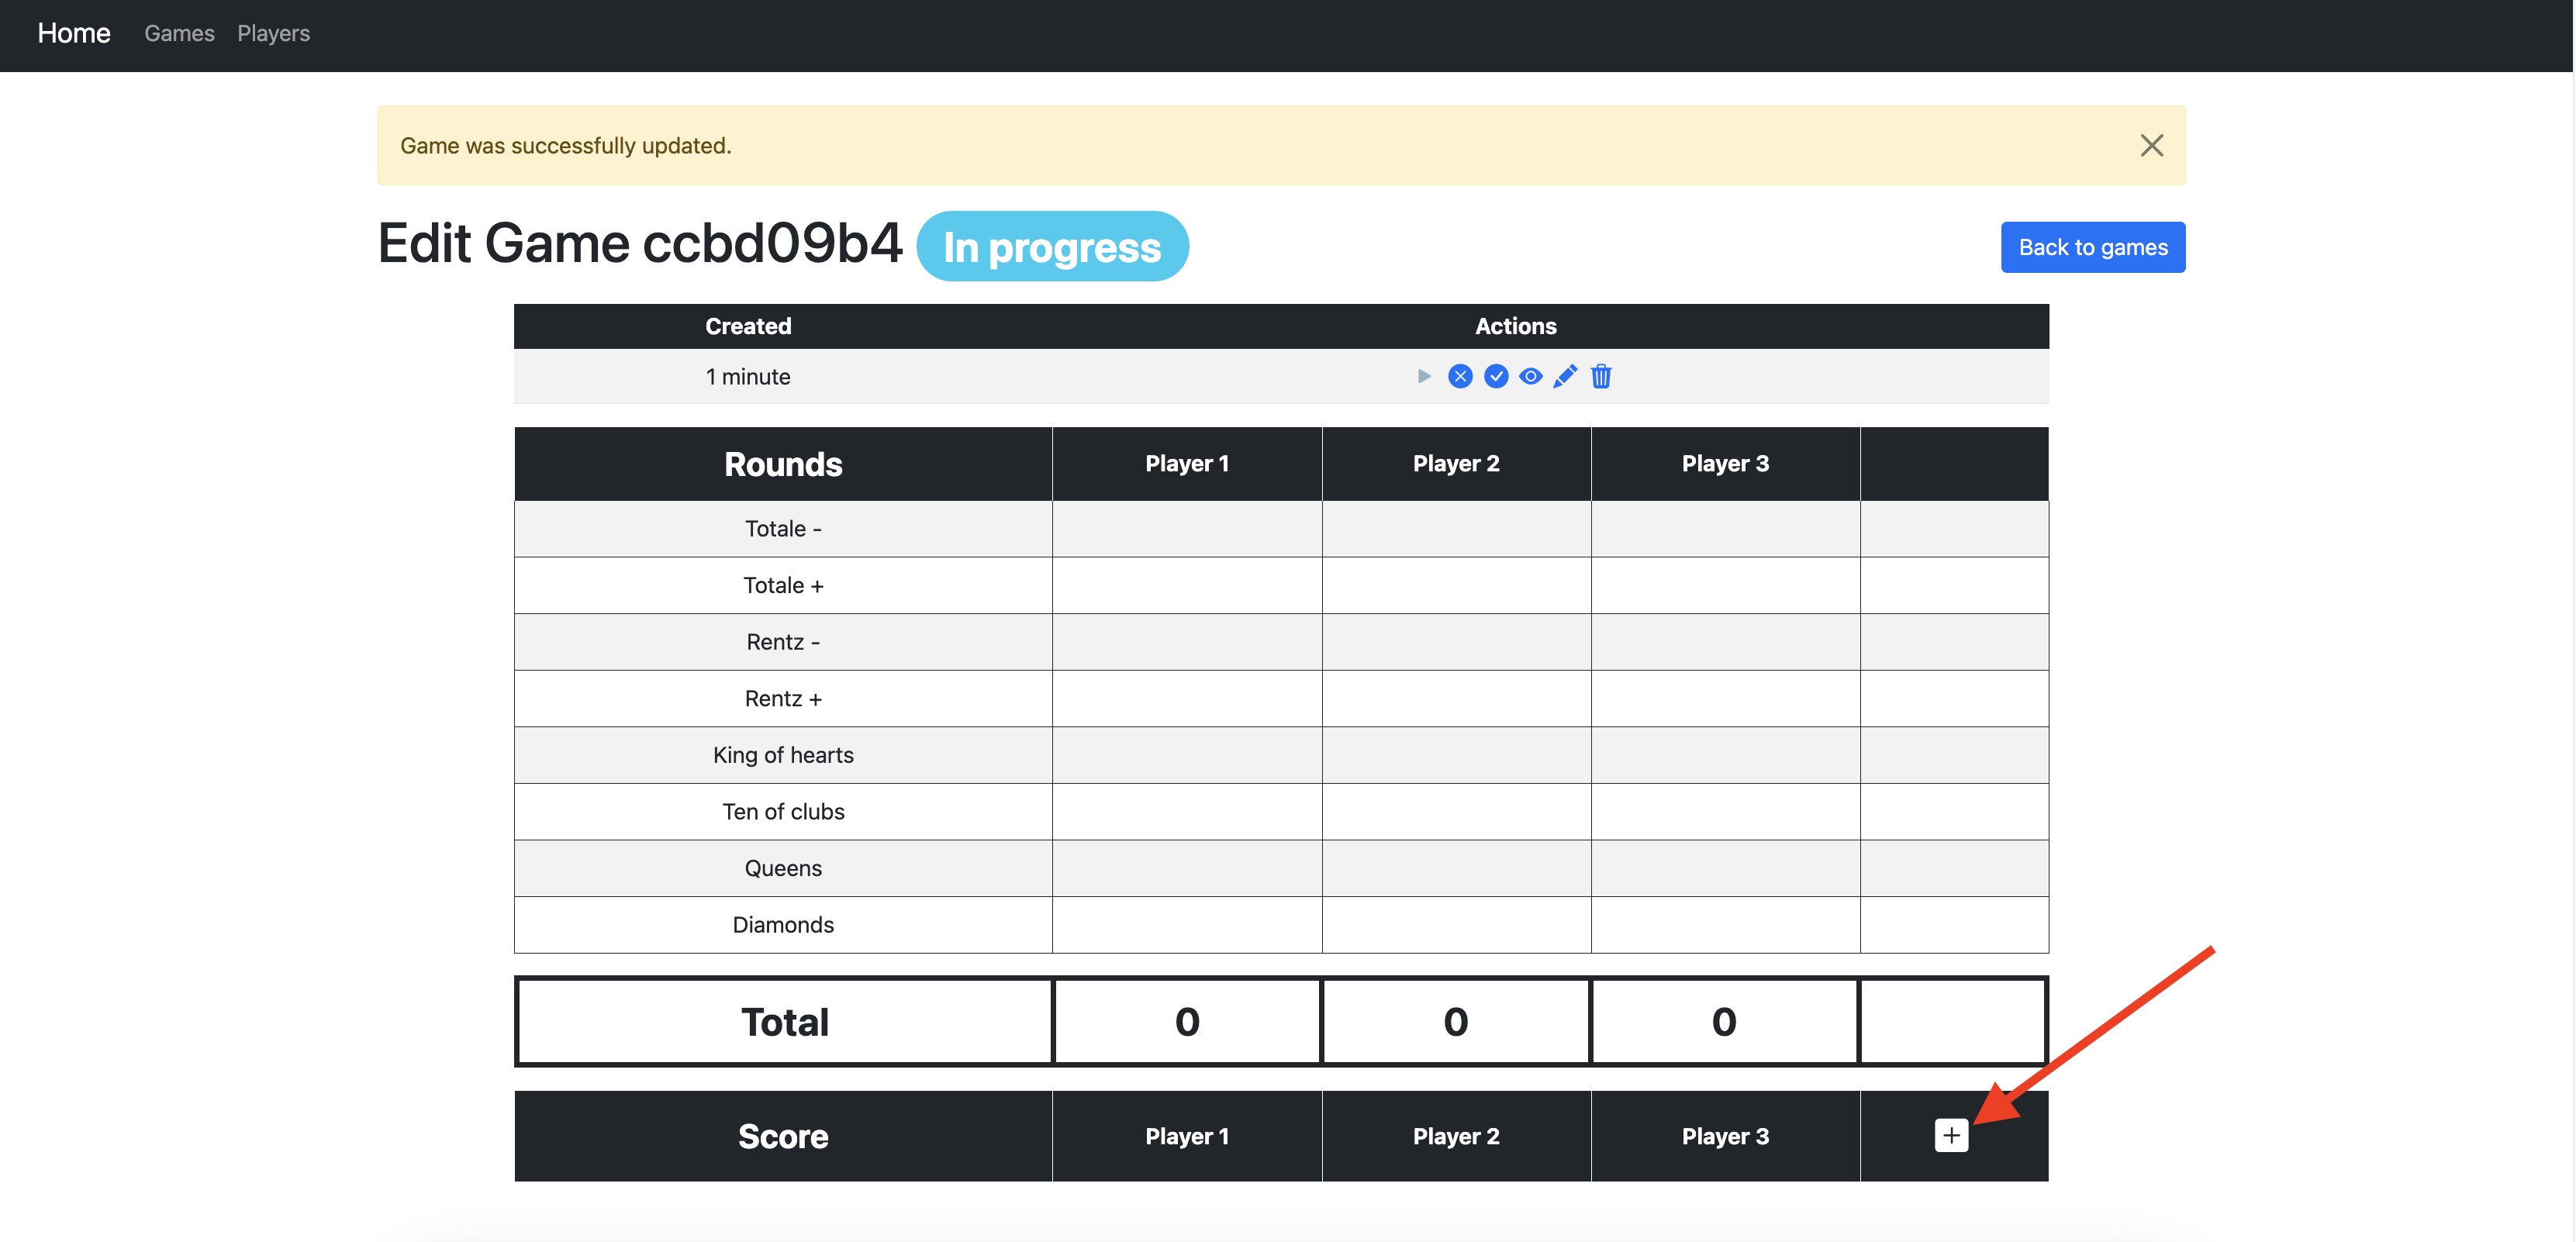 Home Games Players
Game was successfully updated.
Edit Game ccbd09b4 In progress
Back to games
Created Actions
1 minute
Rounds Player 1 Player 2 Player 3
Totale -
Totale +
Rentz -
Rentz +
King of hearts
Ten of clubs
Queens
Diamonds
Total 0 0 0
Score Player 1 Player 2 Player 3